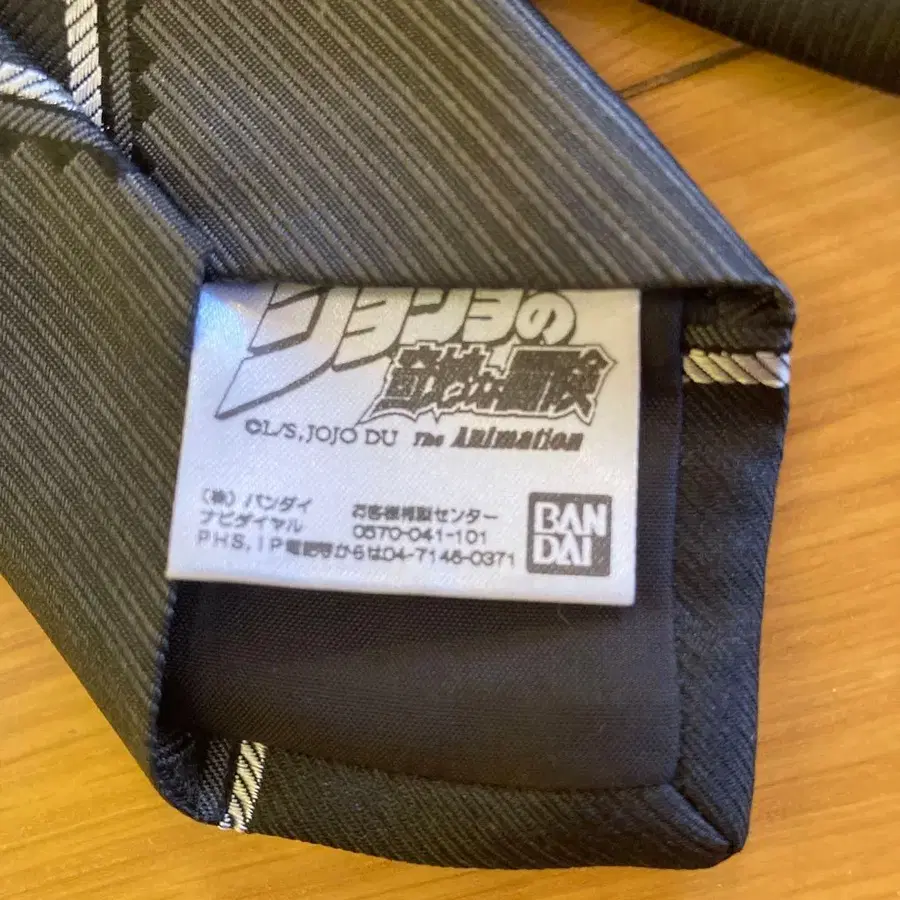 ジョジョの
奇妙な冒険
©L/S,JOJO DU The Animation
(株)バンダイ お客様相談センター
ナビダイヤル 0570-041-101
PHS,IP電話等からは04-7146-0371
BAN
DAI